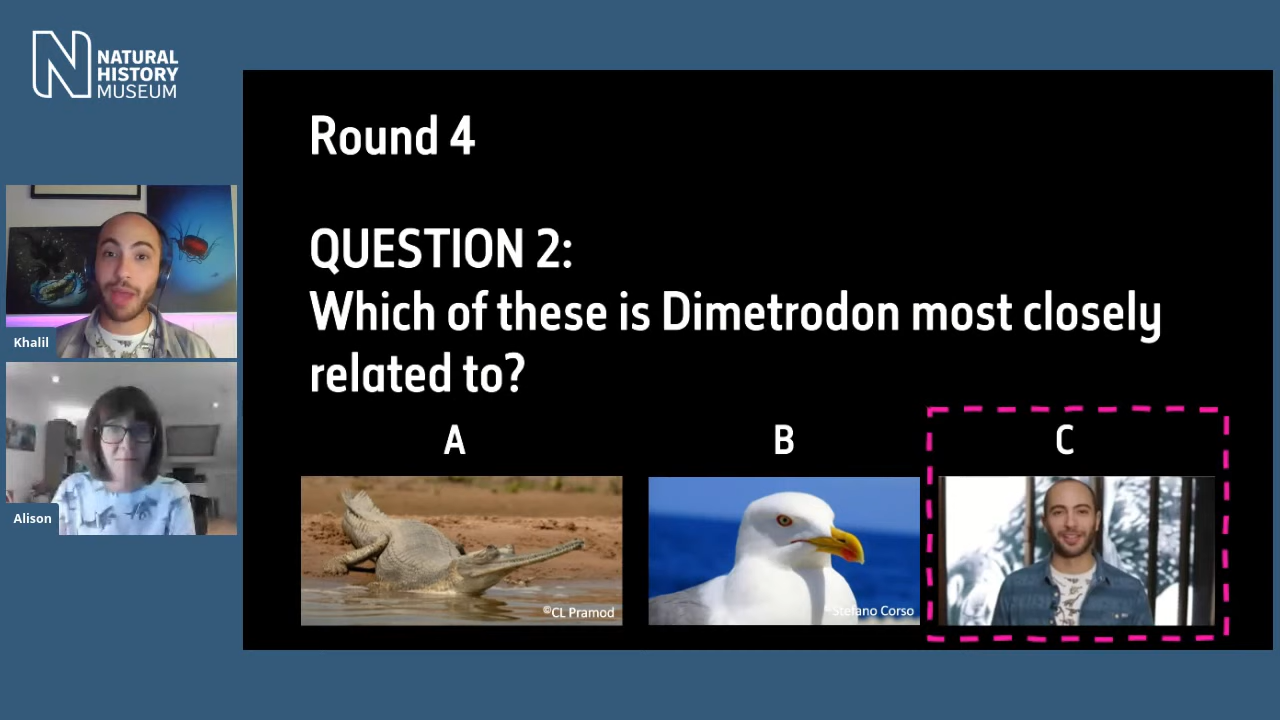 NATURAL
HISTORY
MUSEUM
Khalil
Alison
Round 4
QUESTION 2:
Which of these is Dimetrodon most closely
related to?
A
B
C
©CL Pramod
©Stefano Corso